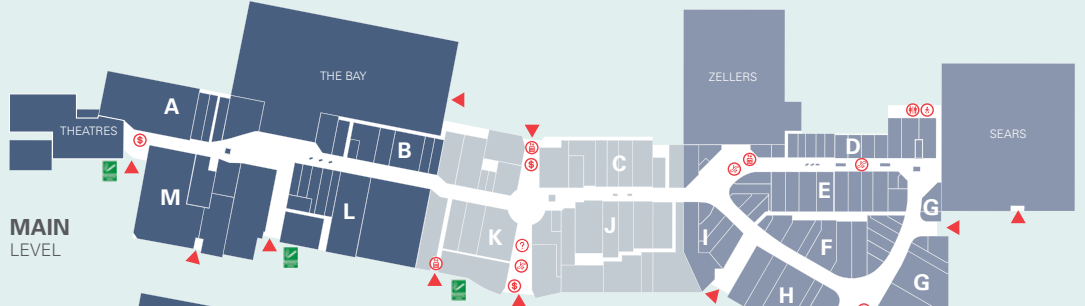 THE BAY
ZELLERS
SEARS
A
THEATRES
$
B
C
$
D
M
L
K
J
I
E
F
G
G
H
?
$
MAIN
LEVEL